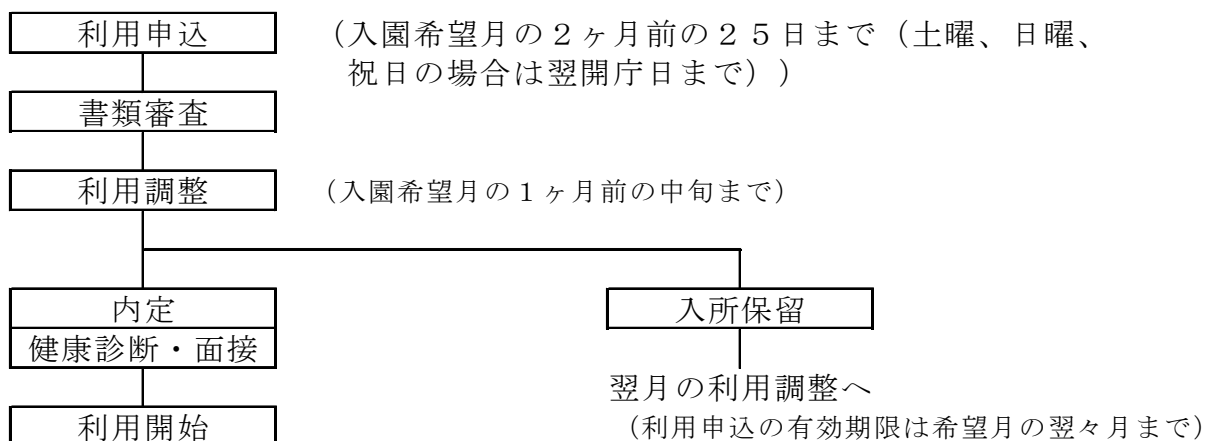 利用申込
（入園希望月の２ヶ月前の２５日まで（土曜、日曜、
祝日の場合は翌開庁日まで））
書類審査
利用調整
（入園希望月の１ヶ月前の中旬まで）
内定
入所保留
健康診断・面接
翌月の利用調整へ
利用開始
（利用申込の有効期限は希望月の翌々月まで）